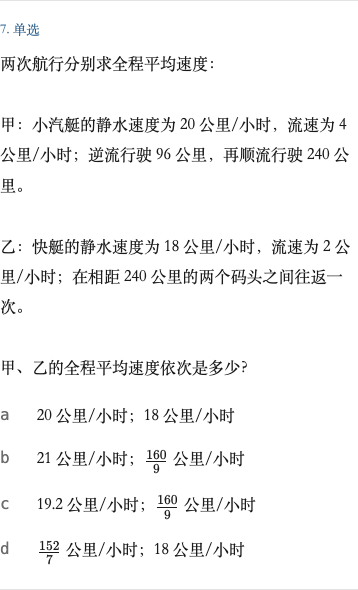 7. 单选
两次航行分别求全程平均速度：
甲：小汽艇的静水速度为 20 公里/小时，流速为 4
公里/小时；逆流行驶 96 公里，再顺流行驶 240 公
里。
乙：快艇的静水速度为 18 公里/小时，流速为 2 公
里/小时；在相距 240 公里的两个码头之间往返一
次。
甲、乙的全程平均速度依次是多少?
a 20 公里/小时；18 公里/小时
b 21 公里/小时；160/9 公里/小时
c 19.2 公里/小时；160/9 公里/小时
d 152/7 公里/小时；18 公里/小时